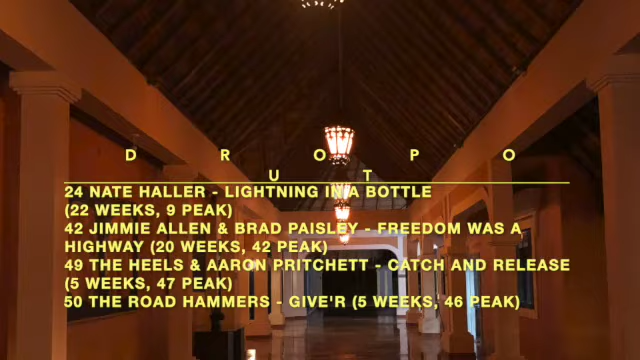 D R O P O
U T
24 NATE HALLER - LIGHTNING IN A BOTTLE
(22 WEEKS, 9 PEAK)
42 JIMMIE ALLEN & BRAD PAISLEY - FREEDOM WAS A
HIGHWAY (20 WEEKS, 42 PEAK)
49 THE HEELS & AARON PRITCHETT - CATCH AND RELEASE
(5 WEEKS, 47 PEAK)
50 THE ROAD HAMMERS - GIVE'R (5 WEEKS, 46 PEAK)